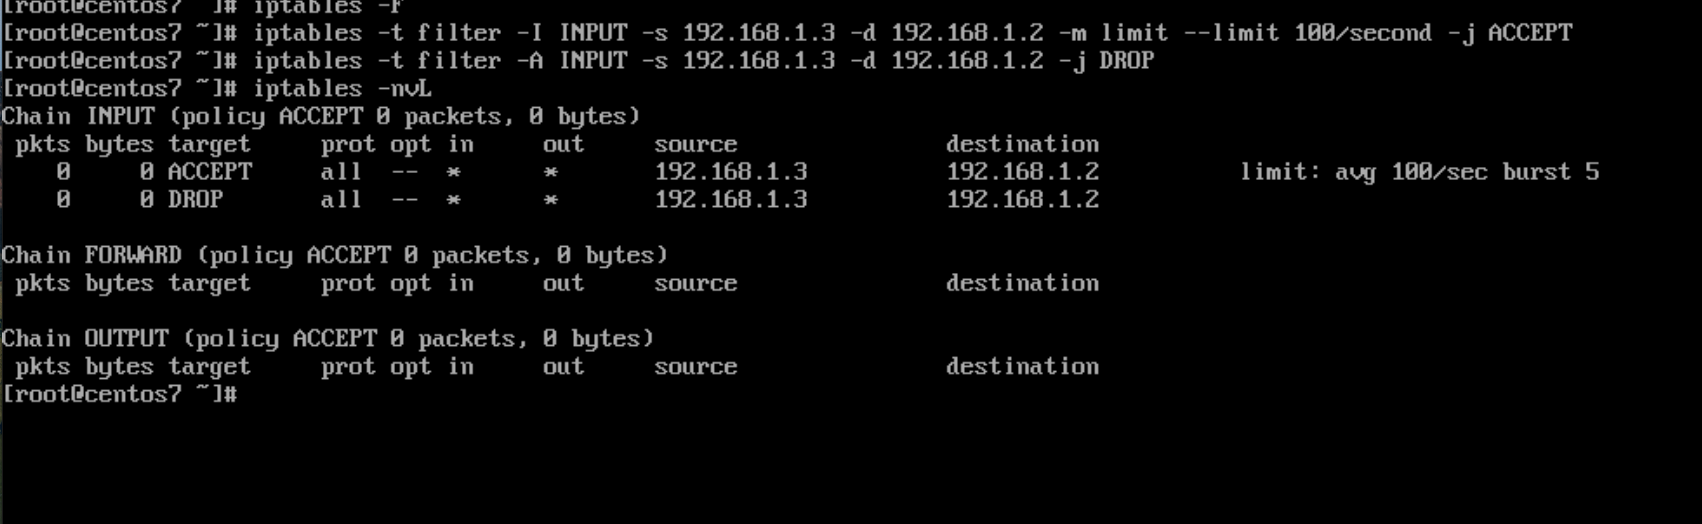 [root@centos7 ~]# iptables -F
[root@centos7 ~]# iptables -t filter -I INPUT -s 192.168.1.3 -d 192.168.1.2 -m limit --limit 100/second -j ACCEPT
[root@centos7 ~]# iptables -t filter -A INPUT -s 192.168.1.3 -d 192.168.1.2 -j DROP
[root@centos7 ~]# iptables -nvL
Chain INPUT (policy ACCEPT 0 packets, 0 bytes)
 pkts bytes target     prot opt in     out     source               destination
    0     0 ACCEPT     all  --  *      *       192.168.1.3          192.168.1.2          limit: avg 100/sec burst 5
    0     0 DROP       all  --  *      *       192.168.1.3          192.168.1.2
Chain FORWARD (policy ACCEPT 0 packets, 0 bytes)
 pkts bytes target     prot opt in     out     source               destination
Chain OUTPUT (policy ACCEPT 0 packets, 0 bytes)
 pkts bytes target     prot opt in     out     source               destination
[root@centos7 ~]#